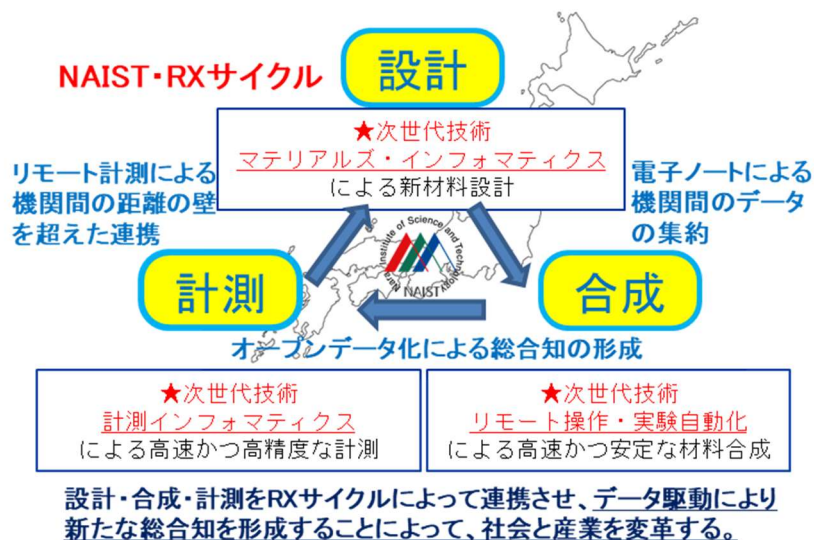 NAIST・RXサイクル
設計
★次世代技術
マテリアルズ・インフォマティクス
による新材料設計
リモート計測による
機関間の距離の壁
を超えた連携
電子ノートによる
機関間のデータ
の集約
Nara Institute of Science and Technology
NAIST
計測
合成
オープンデータ化による総合知の形成
★次世代技術
計測インフォマティクス
による高速かつ高精度な計測
★次世代技術
リモート操作・実験自動化
による高速かつ安定な材料合成
設計・合成・計測をRXサイクルによって連携させ、データ駆動により
新たな総合知を形成することによって、社会と産業を変革する。